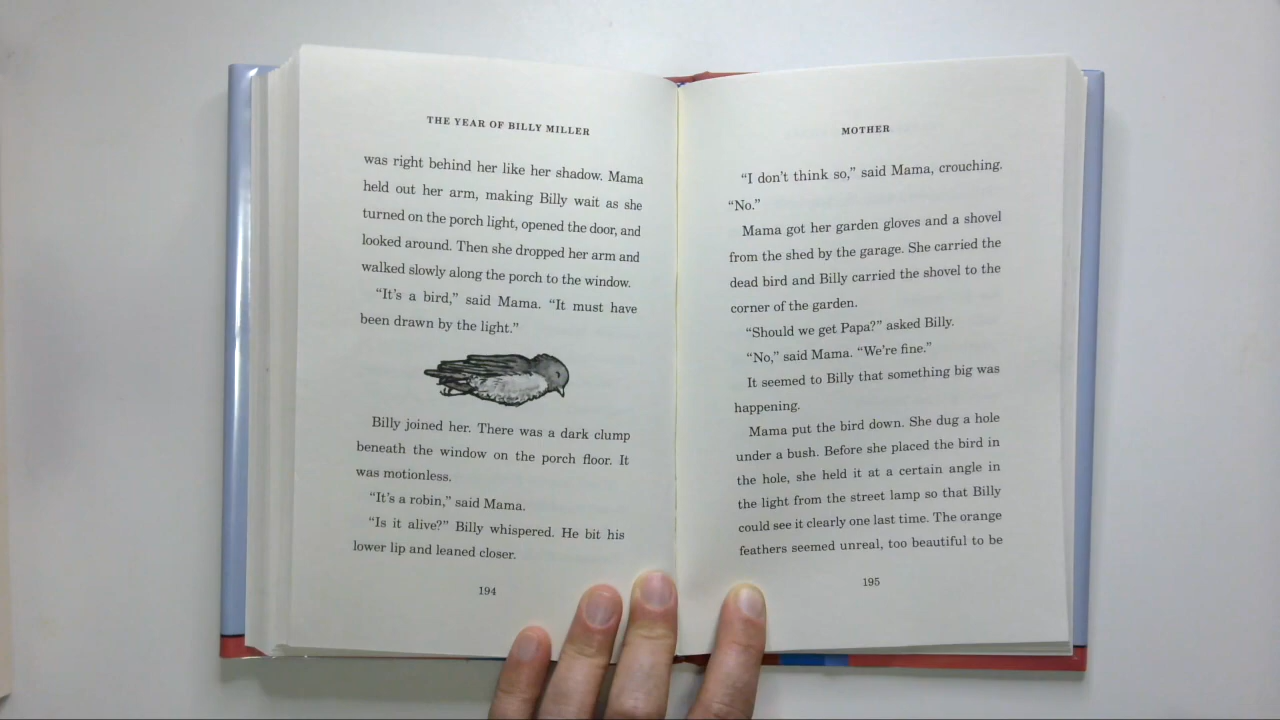 THE YEAR OF BILLY MILLER
was right behind her like her shadow. Mama
held out her arm, making Billy wait as she
turned on the porch light, opened the door, and
looked around. Then she dropped her arm and
walked slowly along the porch to the window.
“It’s a bird,” said Mama. “It must have
been drawn by the light.”
Billy joined her. There was a dark clump
beneath the window on the porch floor. It
was motionless.
“It’s a robin,” said Mama.
“Is it alive?” Billy whispered. He bit his
lower lip and leaned closer.
194
MOTHER
“I don’t think so,” said Mama, crouching.
“No.”
Mama got her garden gloves and a shovel
from the shed by the garage. She carried the
dead bird and Billy carried the shovel to the
corner of the garden.
“Should we get Papa?” asked Billy.
“No,” said Mama. “We’re fine.”
It seemed to Billy that something big was
happening.
Mama put the bird down. She dug a hole
under a bush. Before she placed the bird in
the hole, she held it at a certain angle in
the light from the street lamp so that Billy
could see it clearly one last time. The orange
feathers seemed unreal, too beautiful to be
195